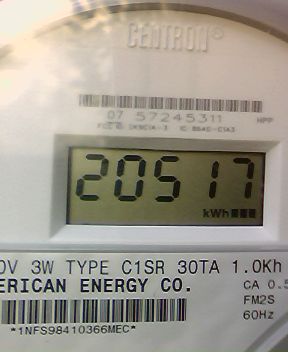 CENTRON®
07 57245311 HPP
20517
kWh
0V 3W TYPE C1SR 30TA 1.0Kh
ERICAN ENERGY CO. CA 0.5
FM2S
*1NFS98410366MEC* 60Hz